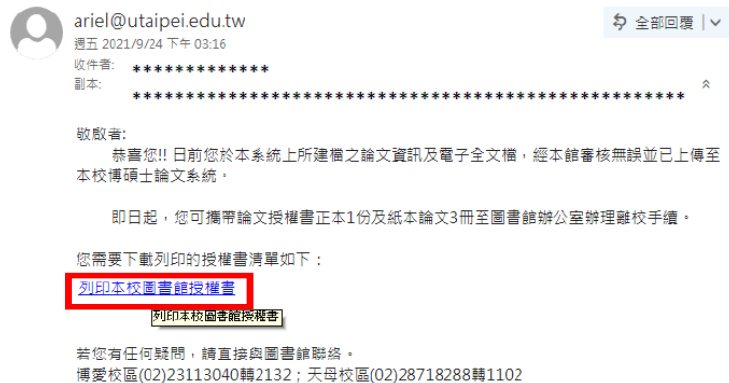 ariel@utaipei.edu.tw
全部回覆
週五 2021/9/24 下午 03:16
收件者: *************
副本:
****************************************************
敬啟者:
恭喜您!! 日前您於本系統上所建檔之論文資訊及電子全文檔，經本館審核無誤並已上傳至
本校博碩士論文系統。
即日起，您可攜帶論文授權書正本1份及紙本論文3冊至圖書館辦公室辦理離校手續。
您需要下載列印的授權書清單如下：
列印本校圖書館授權書
列印本校圖書館授權書
若您有任何疑問，請直接與圖書館聯絡。
博愛校區(02)23113040轉2132；天母校區(02)28718288轉1102